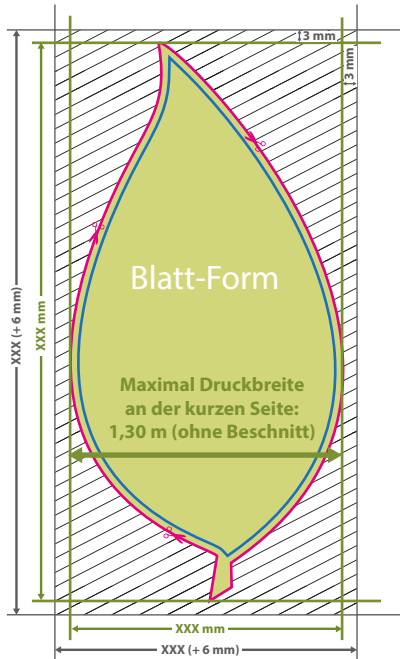 3 mm
3 mm
Blatt-Form
XXX (+ 6 mm)
XXX mm
Maximal Druckbreite
an der kurzen Seite:
1,30 m (ohne Beschnitt)
XXX mm
XXX (+ 6 mm)